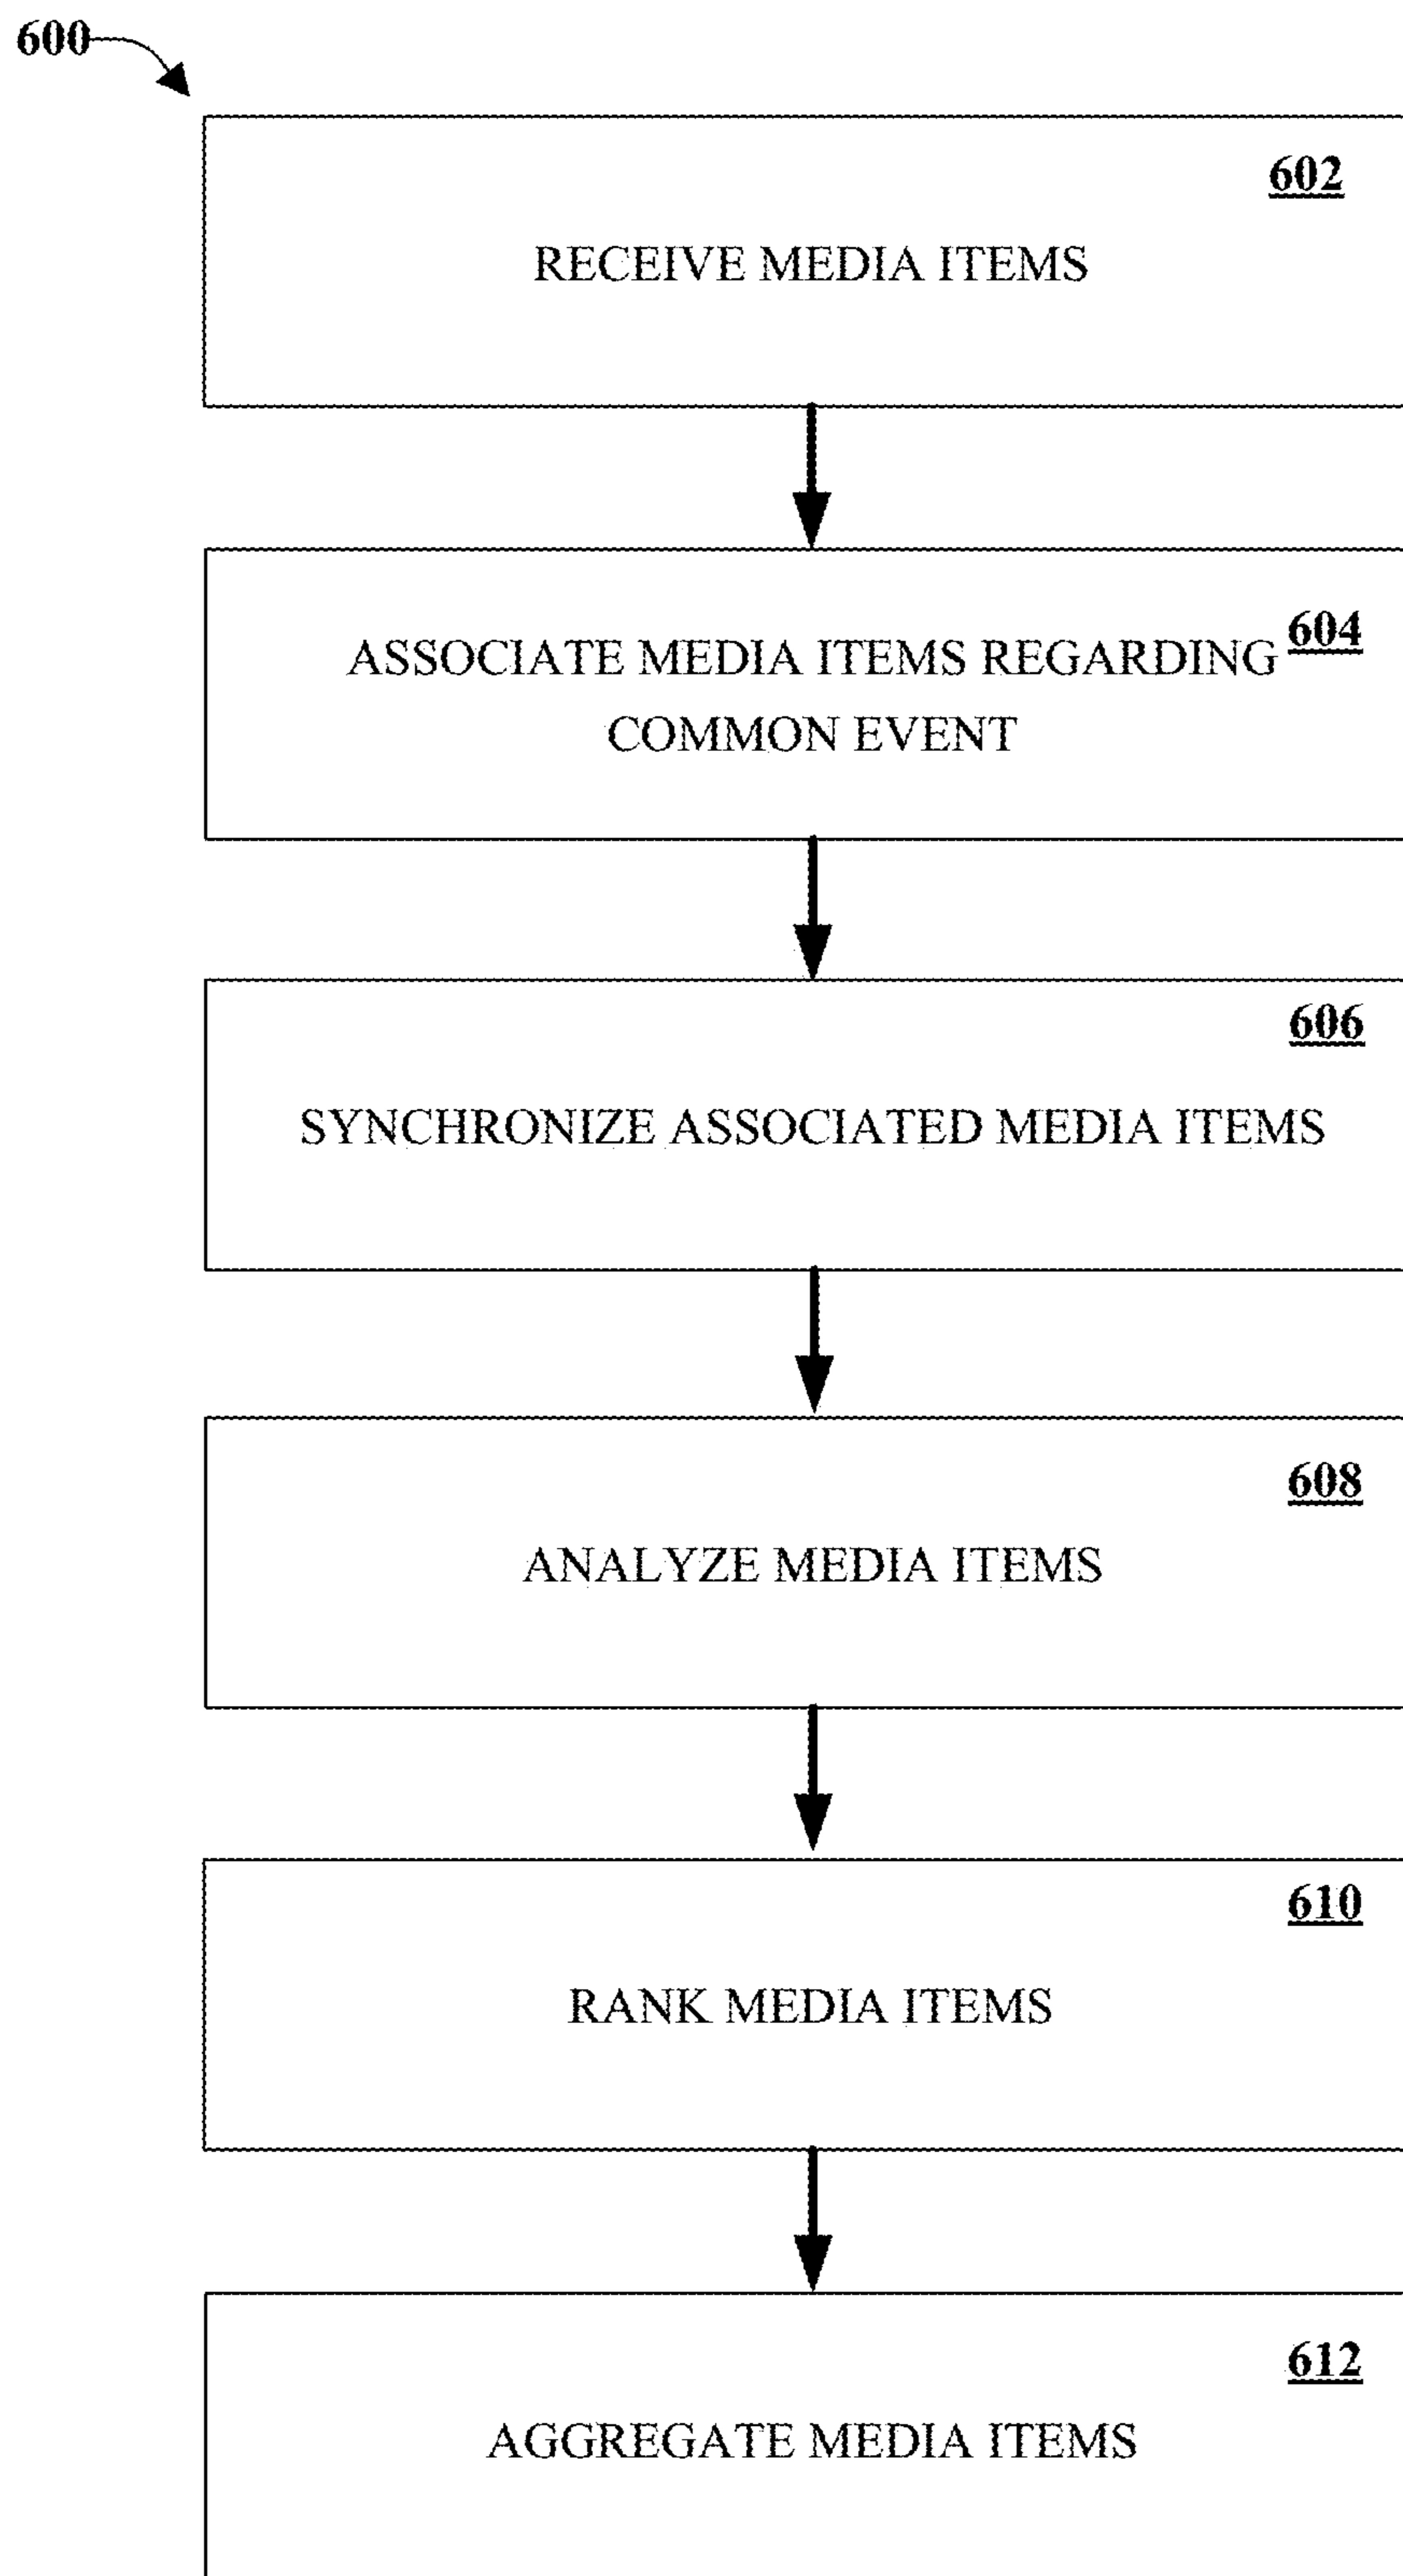 600
602
RECEIVE MEDIA ITEMS
604
ASSOCIATE MEDIA ITEMS REGARDING
COMMON EVENT
606
SYNCHRONIZE ASSOCIATED MEDIA ITEMS
608
ANALYZE MEDIA ITEMS
610
RANK MEDIA ITEMS
612
AGGREGATE MEDIA ITEMS